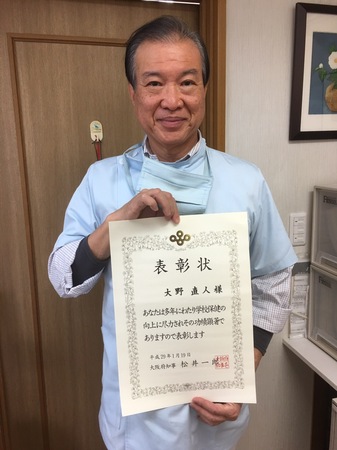 表彰状
大野直人様
あなたは多年にわたり学校保健の
向上に尽力されその功績顕著で
ありますので表彰します
平成29年1月19日
大阪府知事 松井一郎